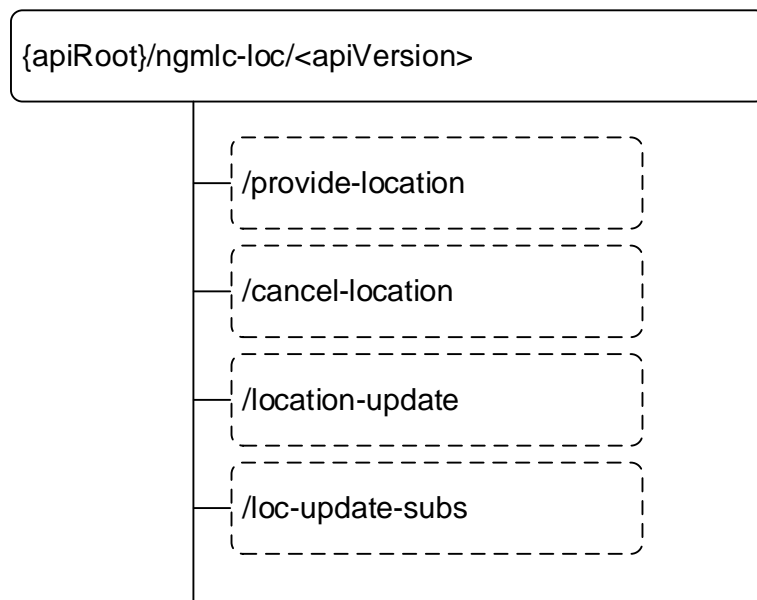 {apiRoot}/ngmlc-loc/<apiVersion>
/provide-location
/cancel-location
/location-update
/loc-update-subs